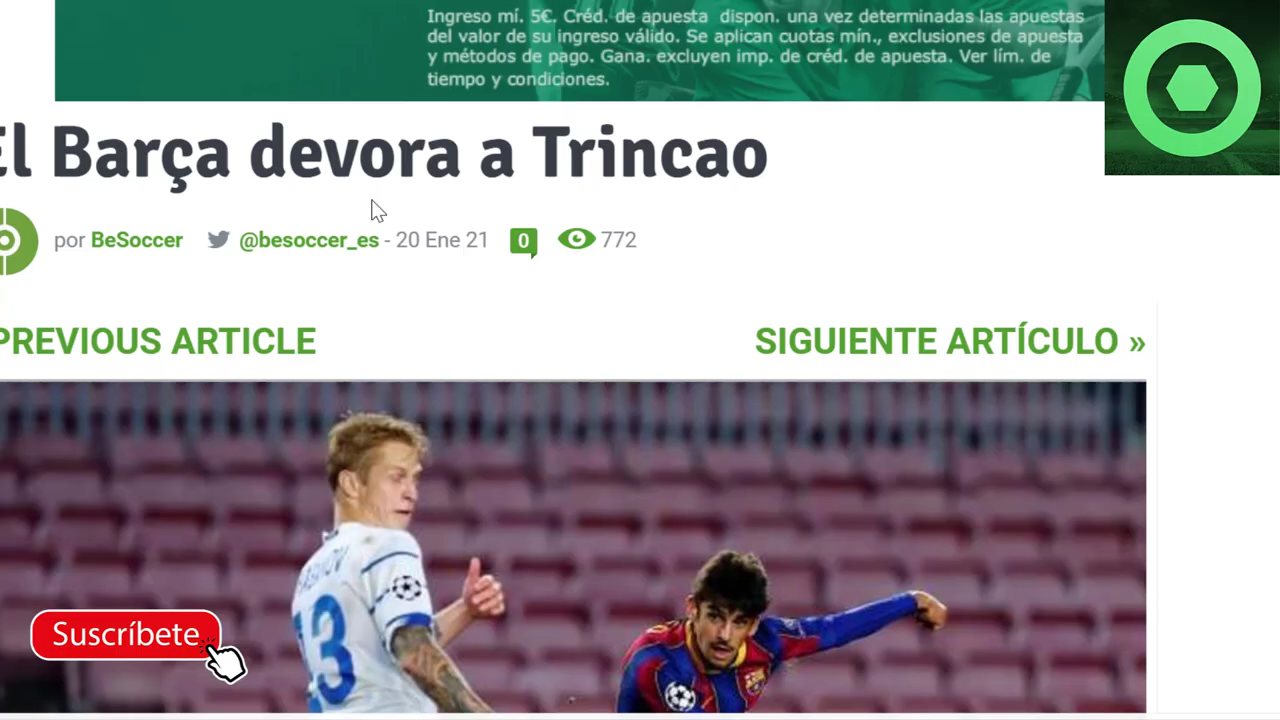 Ingreso mí. 5€. Créd. de apuesta dispon. una vez determinadas las apuestas
del valor de su ingreso válido. Se aplican cuotas mín., exclusiones de apuesta
y métodos de pago. Gana. excluyen imp. de créd. de apuesta. Ver lím. de
tiempo y condiciones.
El Barça devora a Trincao
por BeSoccer @besoccer_es - 20 Ene 21 0 772
PREVIOUS ARTICLE
SIGUIENTE ARTÍCULO »
13
Suscríbete